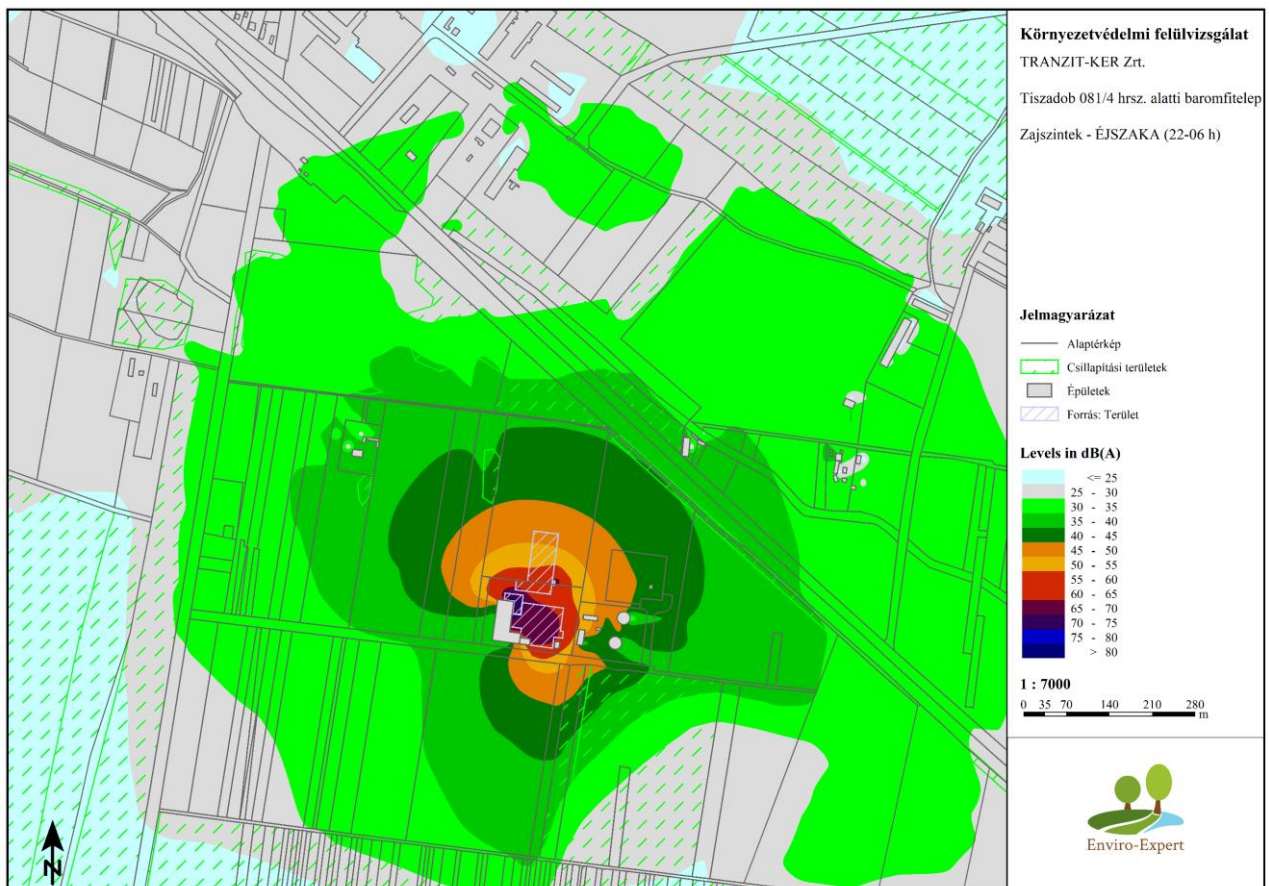 Környezetvédelmi felülvizsgálat
TRANZIT-KER Zrt.
Tiszadob 081/4 hrsz. alatti baromfitelep
Zajszintek - ÉJSZAKA (22-06 h)
Jelmagyarázat
Alaptérkép
Csillapítási területek
Épületek
Forrás: Terület
Levels in dB(A)
<= 25
25 - 30
30 - 35
35 - 40
40 - 45
45 - 50
50 - 55
55 - 60
60 - 65
65 - 70
70 - 75
75 - 80
> 80
1 : 7000
0 35 70 140 210 280
m
Enviro-Expert
N